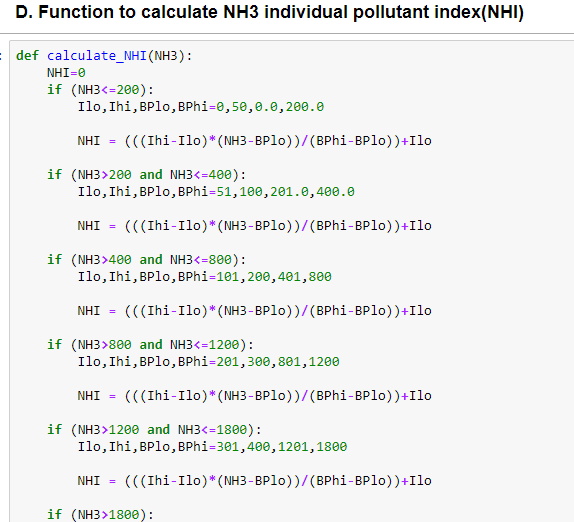 D. Function to calculate NH3 individual pollutant index(NHI)
def calculate_NHI(NH3):
NHI=0
if (NH3<=200):
Ilo,Ihi,BPlo,BPhi=0,50,0.0,200.0
NHI = (((Ihi-Ilo)*(NH3-BPlo))/(BPhi-BPlo))+Ilo
if (NH3>200 and NH3<=400):
Ilo,Ihi,BPlo,BPhi=51,100,201.0,400.0
NHI = (((Ihi-Ilo)*(NH3-BPlo))/(BPhi-BPlo))+Ilo
if (NH3>400 and NH3<=800):
Ilo,Ihi,BPlo,BPhi=101,200,401,800
NHI = (((Ihi-Ilo)*(NH3-BPlo))/(BPhi-BPlo))+Ilo
if (NH3>800 and NH3<=1200):
Ilo,Ihi,BPlo,BPhi=201,300,801,1200
NHI = (((Ihi-Ilo)*(NH3-BPlo))/(BPhi-BPlo))+Ilo
if (NH3>1200 and NH3<=1800):
Ilo,Ihi,BPlo,BPhi=301,400,1201,1800
NHI = (((Ihi-Ilo)*(NH3-BPlo))/(BPhi-BPlo))+Ilo
if (NH3>1800):